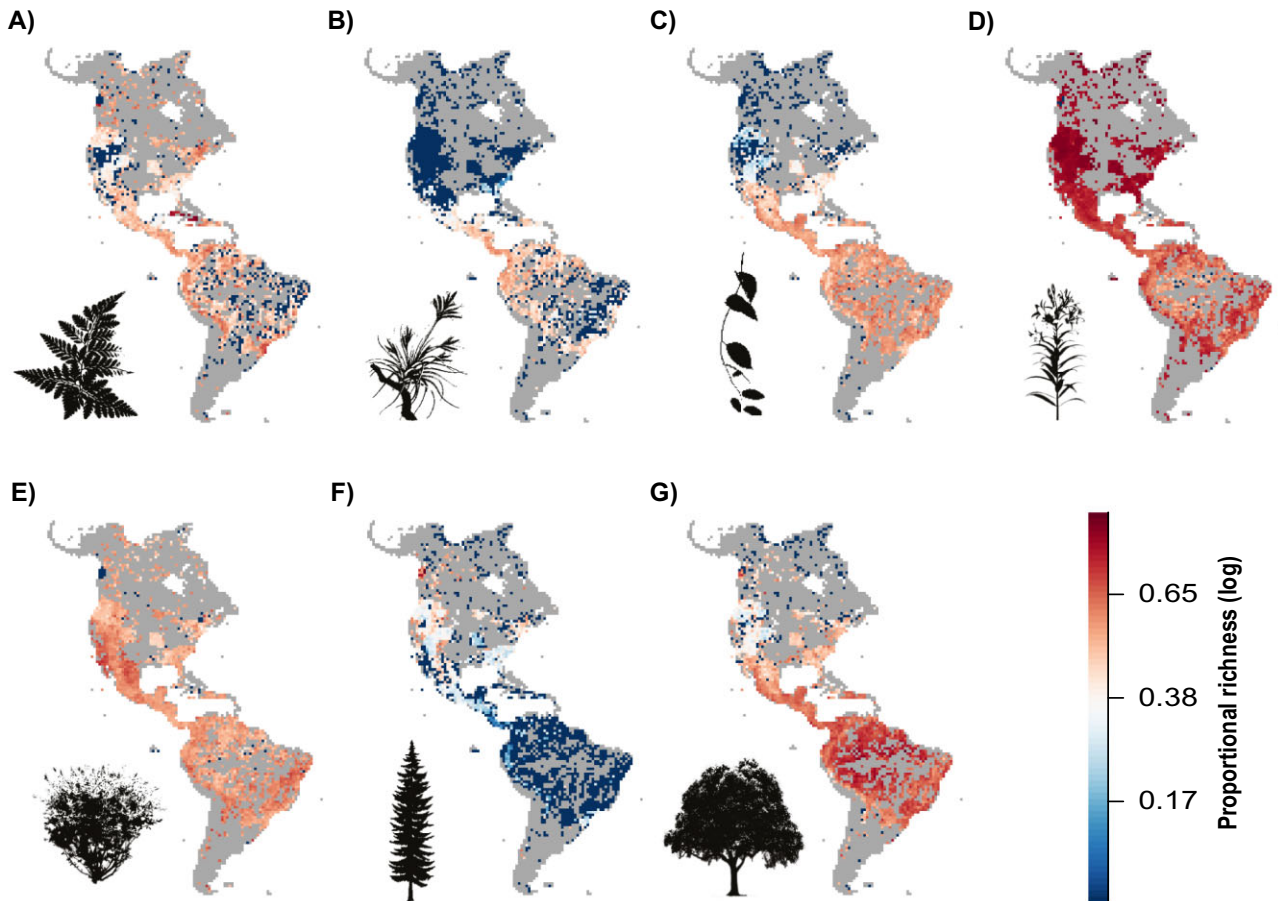 A)
B)
C)
D)
E)
F)
G)
0.65
0.38
0.17
Proportional richness (log)